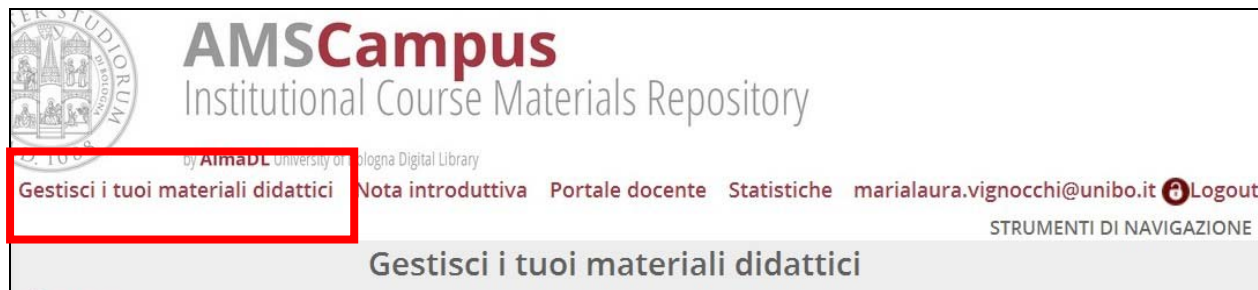 AMSCampus
Institutional Course Materials Repository
by AlmaDL University of Bologna Digital Library
Gestisci i tuoi materiali didattici Nota introduttiva Portale docente Statistiche marialaura.vignocchi@unibo.it Logout
STRUMENTI DI NAVIGAZIONE
Gestisci i tuoi materiali didattici